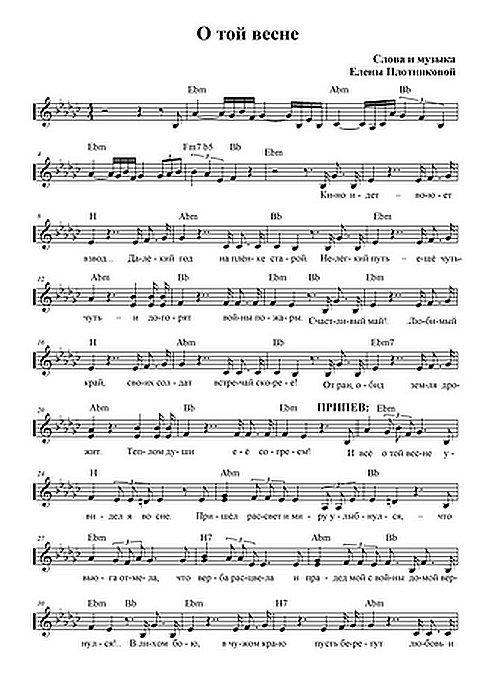 О той весне
Слова и музыка
Елены Плотниковой
Ebm Abm Bb
4 Ebm Fm7 b5 Bb Ebm
Ки-но и-дет - во-ю-ет
8 H Abm Bb Ebm
взвод... Да-лё-кий год на плён-ке ста-рой. Не-лёг-кий путь - е-щё чуть-
12 Abm Bb Ebm Bb
чуть- и до-го-рят вой-ны по-жа-ры. Счаст-ли-вый май!. Лю-би-мый
16 Ebm Abm Bb Ebm7
край, сво-их сол-дат встре-чай ско-ре-е! От ран, о-бид зем-ля дро-
20 Abm Bb Ebm ПРИПЕВ: Ebm
жит. Теп-лом ду-ши е-ё со-гре-ем! И всё о той вес-не у-
24 H Abm Bb
ви-дел я во сне. При-шёл рас-свет и ми-ру у-лыб-нул-ся, - что
27 Ebm H7 Abm
вью-га от-ме-ла, что вер-ба рас-цве-ла и пра-дед мой с вой-ны до-мой вер-
30 Ebm Bb Ebm H7 Abm
нул-ся!.. В ли-хом бо-ю, в чу-жом кра-ю пусть бе-ре-гут лю-бовь и